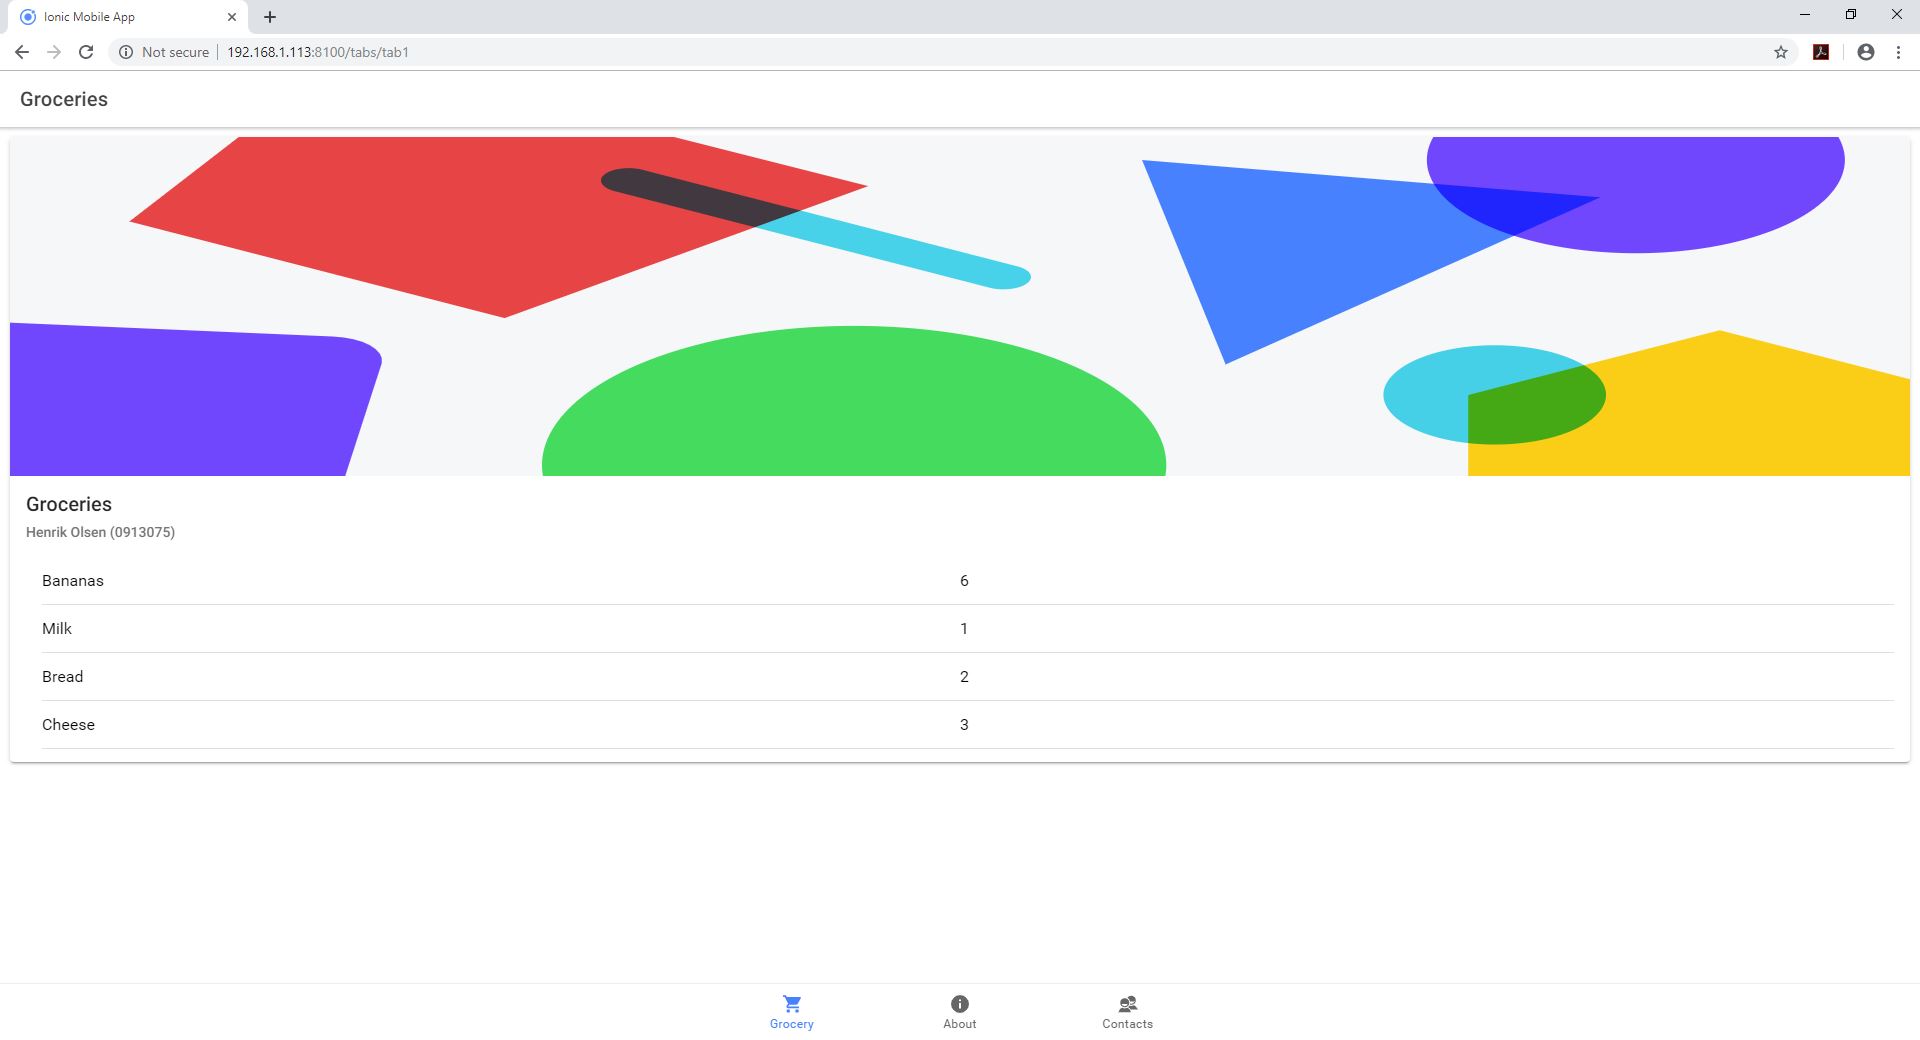 Ionic Mobile App
Not secure 192.168.1.113:8100/tabs/tab1
Groceries
Groceries
Henrik Olsen (0913075)
Bananas 6
Milk 1
Bread 2
Cheese 3
Grocery About Contacts